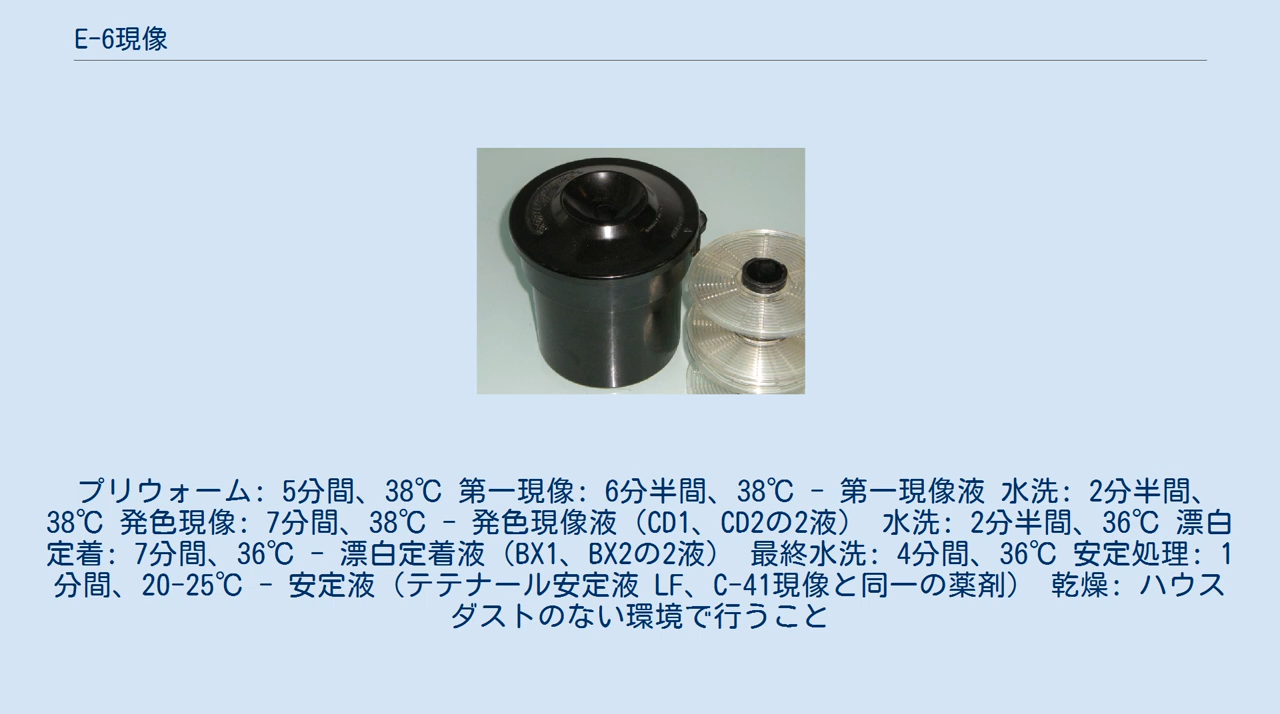 E-6現像
プリウォーム: 5分間、38℃ 第一現像: 6分半間、38℃ - 第一現像液 水洗: 2分半間、
38℃ 発色現像: 7分間、38℃ - 発色現像液（CD1、CD2の2液） 水洗: 2分半間、36℃ 漂白
定着: 7分間、36℃ - 漂白定着液（BX1、BX2の2液） 最終水洗: 4分間、36℃ 安定処理: 1
分間、20-25℃ - 安定液（テテナール安定液 LF、C-41現像と同一の薬剤） 乾燥: ハウス
ダストのない環境で行うこと